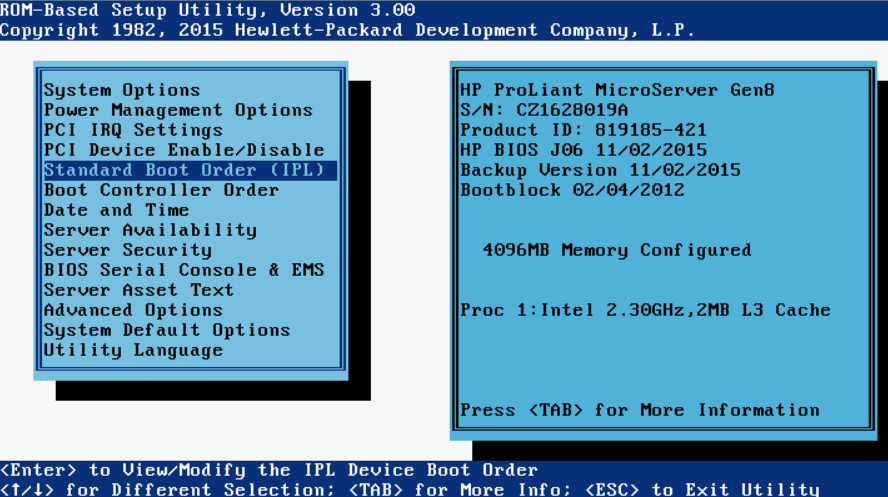 ROM-Based Setup Utility, Version 3.00
Copyright 1982, 2015 Hewlett-Packard Development Company, L.P.
System Options
Power Management Options
PCI IRQ Settings
PCI Device Enable/Disable
Standard Boot Order (IPL)
Boot Controller Order
Date and Time
Server Availability
Server Security
BIOS Serial Console & EMS
Server Asset Text
Advanced Options
System Default Options
Utility Language
HP ProLiant MicroServer Gen8
S/N: CZ1628019A
Product ID: 819185-421
HP BIOS J06 11/02/2015
Backup Version 11/02/2015
Bootblock 02/04/2012
4096MB Memory Configured
Proc 1:Intel 2.30GHz,2MB L3 Cache
Press <TAB> for More Information
<Enter> to View/Modify the IPL Device Boot Order
<↑/↓> for Different Selection; <TAB> for More Info; <ESC> to Exit Utility